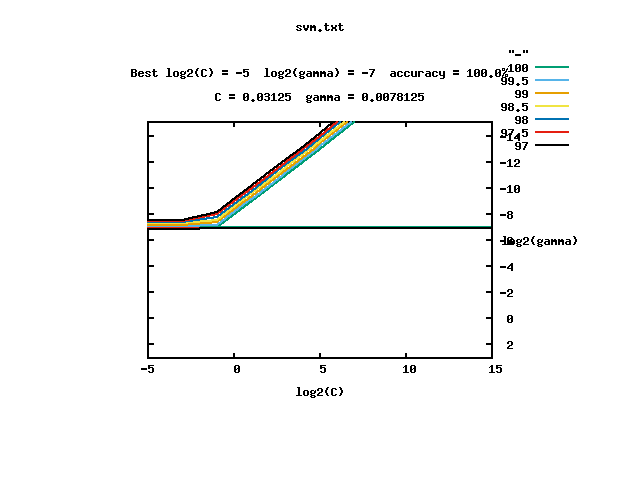 svm.txt
"-"
Best log2(C) = -5 log2(gamma) = -7 accuracy = 100.0%
100
99.5
C = 0.03125 gamma = 0.0078125
99
98.5
98
97.5
-14
97
-12
-10
-8
-6
log2(gamma)
-4
-2
0
2
-5 0 5 10 15
log2(C)